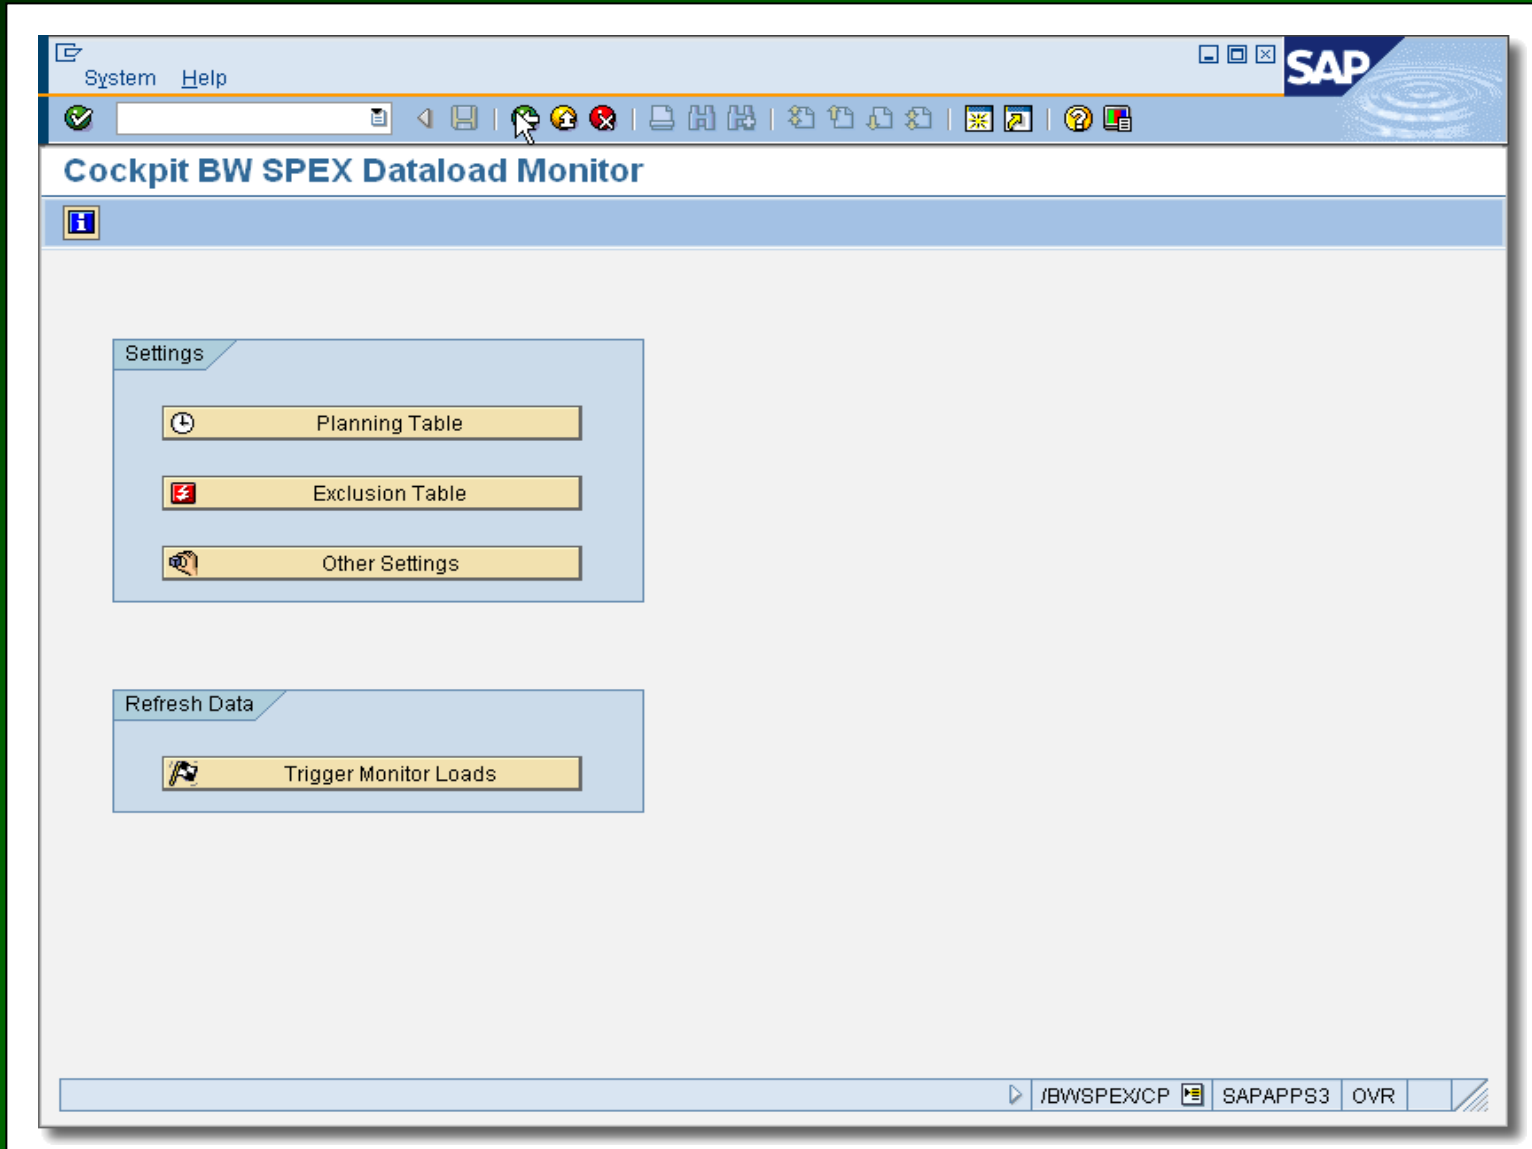 SAP
System Help
Cockpit BW SPEX Dataload Monitor
Settings
Planning Table
Exclusion Table
Other Settings
Refresh Data
Trigger Monitor Loads
/BWSPEX/CP SAPAPPS3 OVR